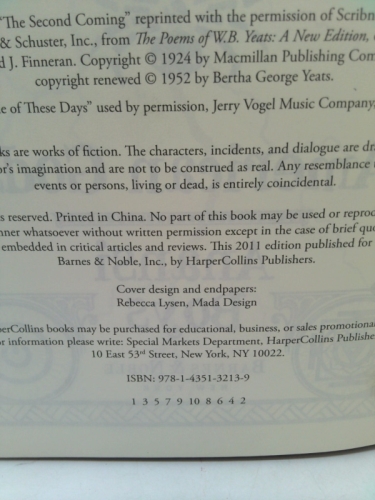 "The Second Coming" reprinted with the permission of Scribn
& Schuster, Inc., from The Poems of W.B. Yeats: A New Edition,
d J. Finneran. Copyright © 1924 by Macmillan Publishing Com
copyright renewed © 1952 by Bertha George Yeats.
e of These Days" used by permission, Jerry Vogel Music Company,
ks are works of fiction. The characters, incidents, and dialogue are dra
or's imagination and are not to be construed as real. Any resemblance
events or persons, living or dead, is entirely coincidental.
s reserved. Printed in China. No part of this book may be used or reproc
nner whatsoever without written permission except in the case of brief quo
embedded in critical articles and reviews. This 2011 edition published for
Barnes & Noble, Inc., by HarperCollins Publishers.
Cover design and endpapers:
Rebecca Lysen, Mada Design
perCollins books may be purchased for educational, business, or sales promotional
or information please write: Special Markets Department, HarperCollins Publishe
10 East 53rd Street, New York, NY 10022.
ISBN: 978-1-4351-3213-9
1 3 5 7 9 10 8 6 4 2